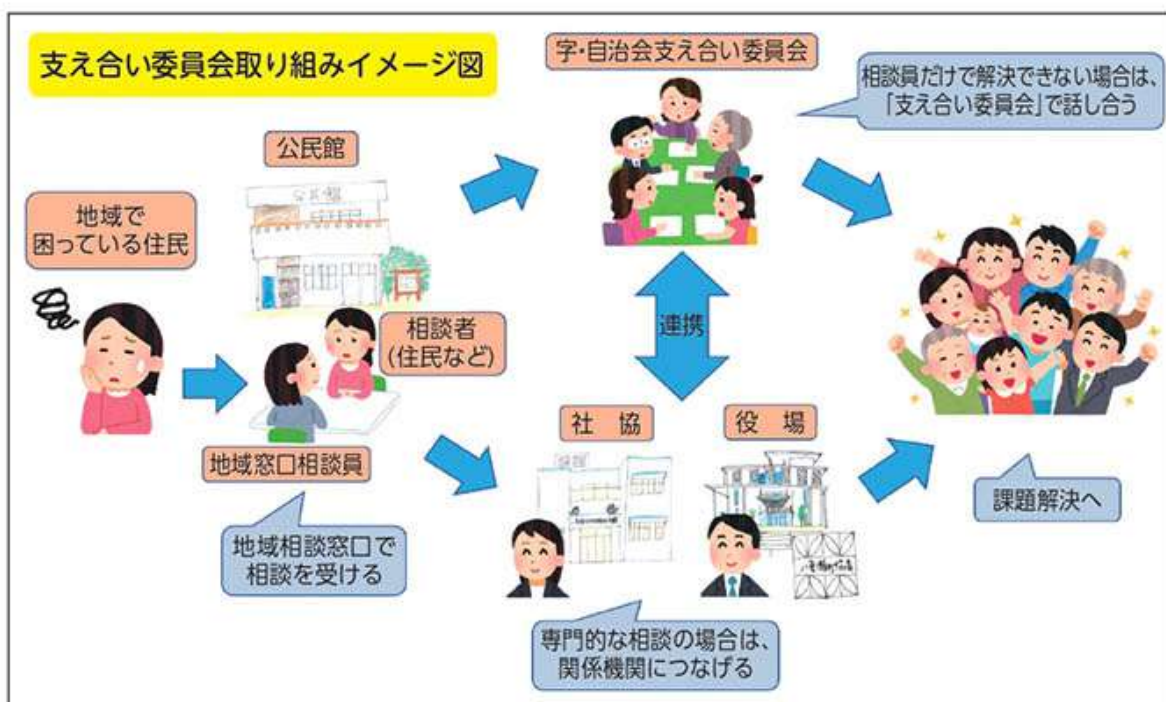 支え合い委員会取り組みイメージ図
字・自治会支え合い委員会
相談員だけで解決できない場合は、
「支え合い委員会」で話し合う
公民館
公民館
地域で
困っている住民
相談者
(住民など)
地域窓口相談員
地域相談窓口で
相談を受ける
連携
社協
役場
専門的な相談の場合は、
関係機関につなげる
課題解決へ